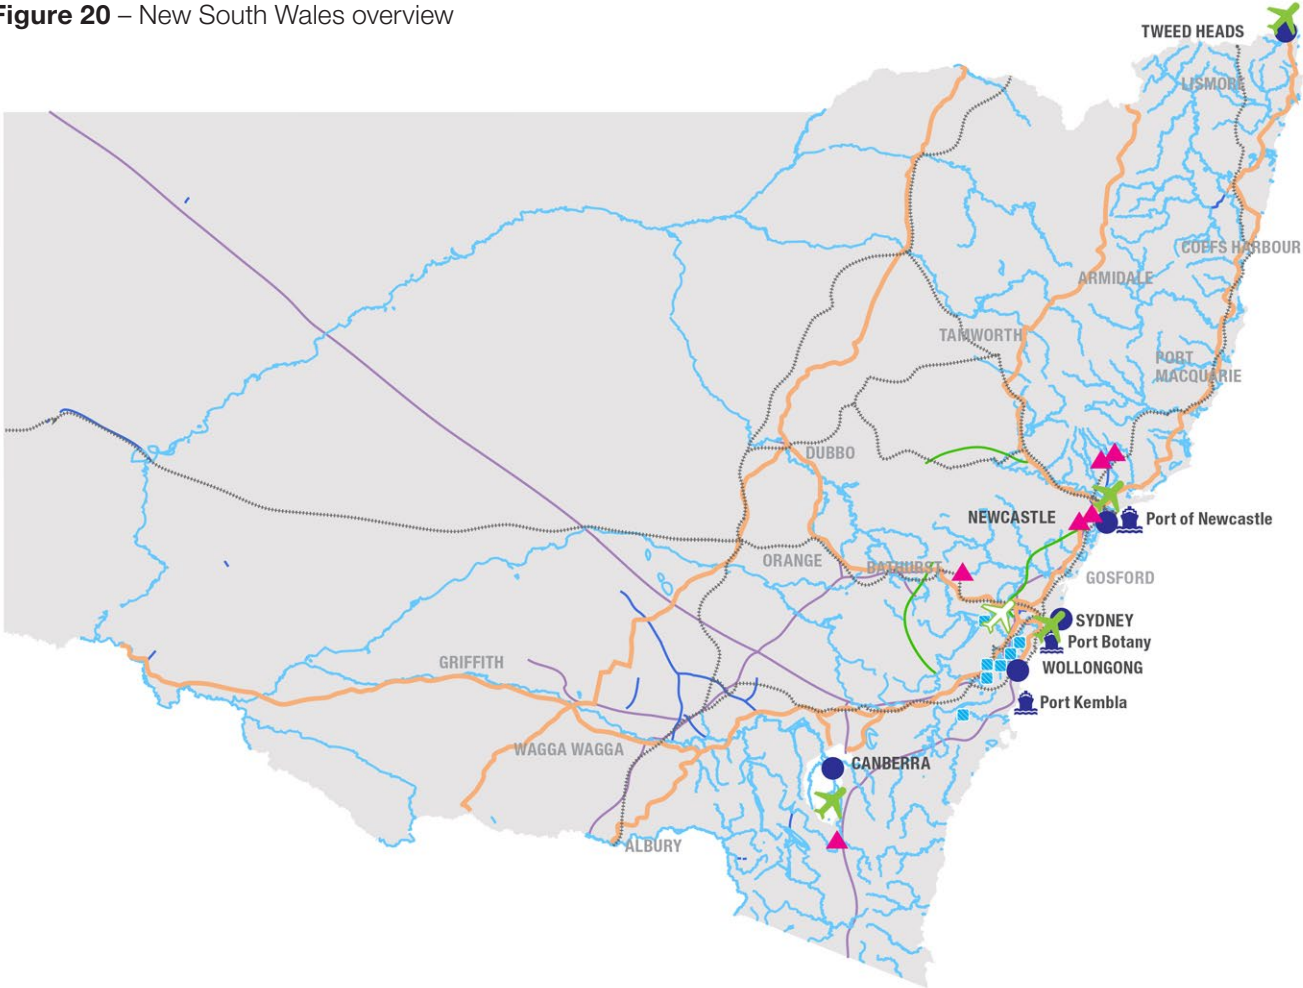 Figure 20 – New South Wales overview
TWEED HEADS
LISMORE
COFFS HARBOUR
ARMIDALE
TAMWORTH
PORT
MACQUARIE
DUBBO
NEWCASTLE
Port of Newcastle
ORANGE
BATHURST
GOSFORD
SYDNEY
Port Botany
GRIFFITH
WOLLONGONG
Port Kembla
WAGGA WAGGA
CANBERRA
ALBURY